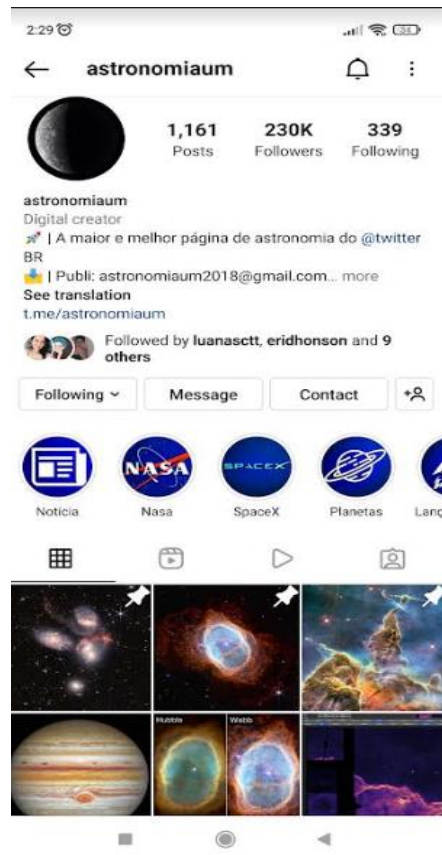 2:29
34
astronomiaum
1,161 230K 339
Posts Followers Following
astronomiaum
Digital creator
🚀 | A maior e melhor página de astronomia do @twitter
BR
📩 | Publi: astronomiaum2018@gmail.com... more
See translation
t.me/astronomiaum
Followed by luanasctt, eridhonson and 9
others
Following Message Contact
NASA SPACEX
Notícia Nasa SpaceX Planetas Lanç
Hubble Webb